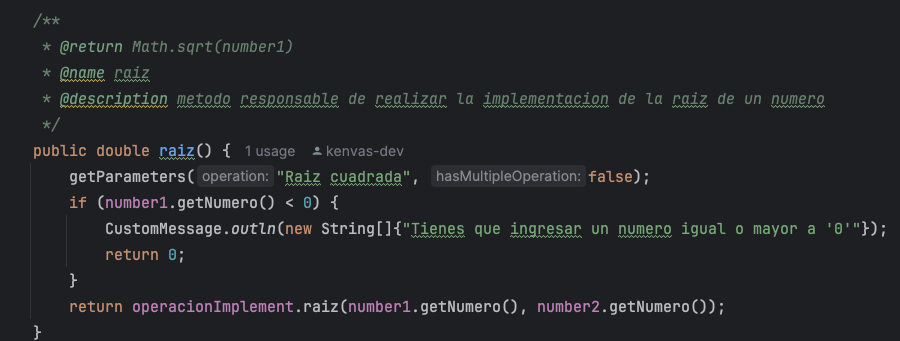 /**
* @return Math.sqrt(number1)
* @name raiz
* @description metodo responsable de realizar la implementacion de la raiz de un numero
*/
public double raiz() { 1 usage kenvas-dev
getParameters( operation: "Raiz cuadrada", hasMultipleOperation: false);
if (number1.getNumero() < 0) {
CustomMessage.outln(new String[]{"Tienes que ingresar un numero igual o mayor a '0'"});
return 0;
}
return operacionImplement.raiz(number1.getNumero(), number2.getNumero());
}